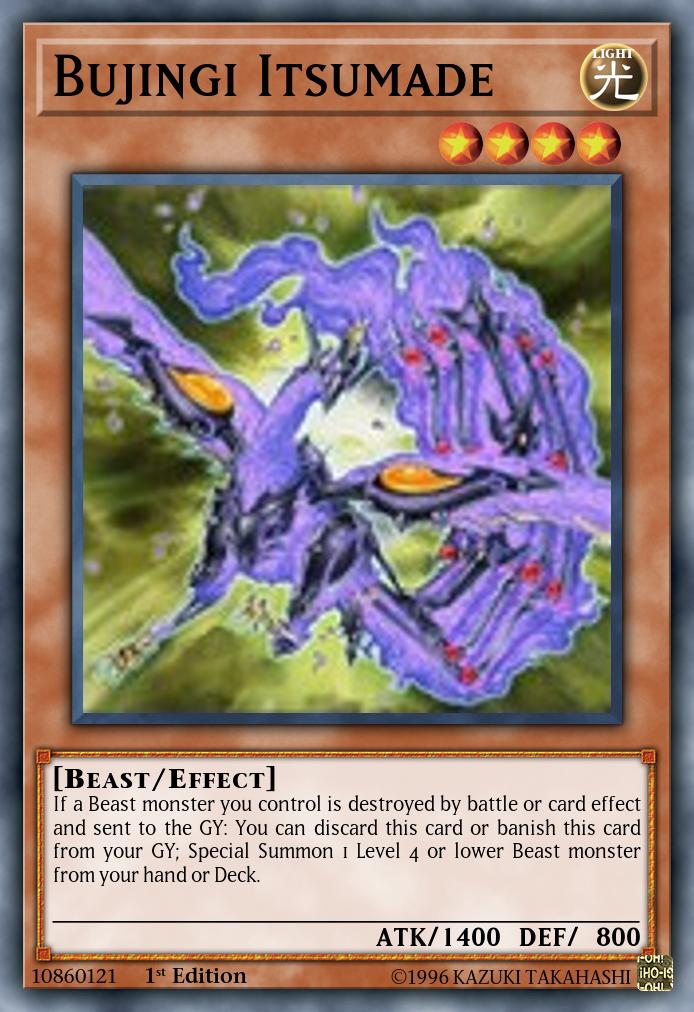 Bujingi Itsumade
LIGHT
光
[Beast/Effect]
If a Beast monster you control is destroyed by battle or card effect
and sent to the GY: You can discard this card or banish this card
from your GY; Special Summon 1 Level 4 or lower Beast monster
from your hand or Deck.
ATK/1400 DEF/ 800
10860121 1st Edition ©1996 KAZUKI TAKAHASHI